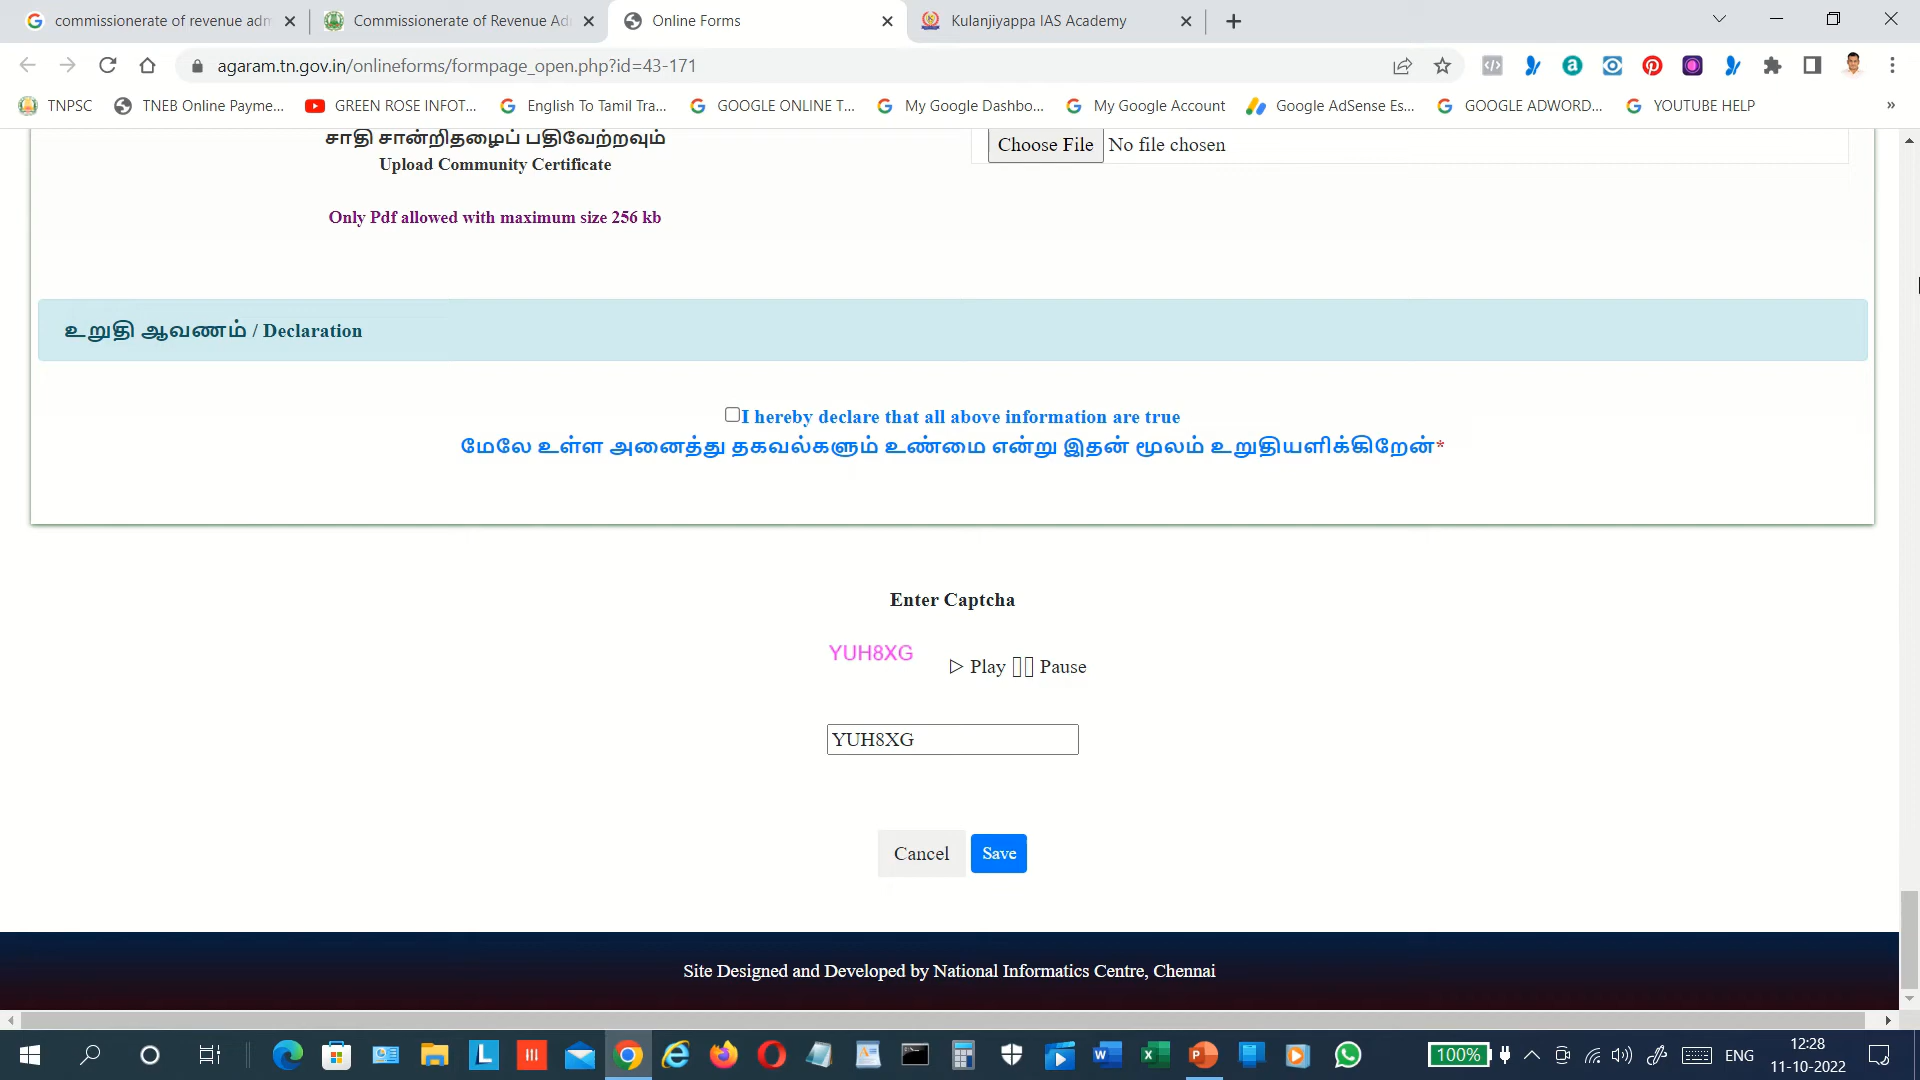 commissionerate of revenue adm
Commissionerate of Revenue Ad
Online Forms
Kulanjiyappa IAS Academy
agaram.tn.gov.in/onlineforms/formpage_open.php?id=43-171
TNPSC
TNEB Online Payme...
GREEN ROSE INFOT...
English To Tamil Tra...
GOOGLE ONLINE T...
My Google Dashbo...
My Google Account
Google AdSense Es...
GOOGLE ADWORD...
YOUTUBE HELP
சாதி சான்றிதழைப் பதிவேற்றவும்
Upload Community Certificate
Choose File No file chosen
Only Pdf allowed with maximum size 256 kb
உறுதி ஆவணம் / Declaration
I hereby declare that all above information are true
மேலே உள்ள அனைத்து தகவல்களும் உண்மை என்று இதன் மூலம் உறுதியளிக்கிறேன்*
Enter Captcha
YUH8XG
Play Pause
YUH8XG
Cancel Save
Site Designed and Developed by National Informatics Centre, Chennai
100%
ENG
12:28
11-10-2022